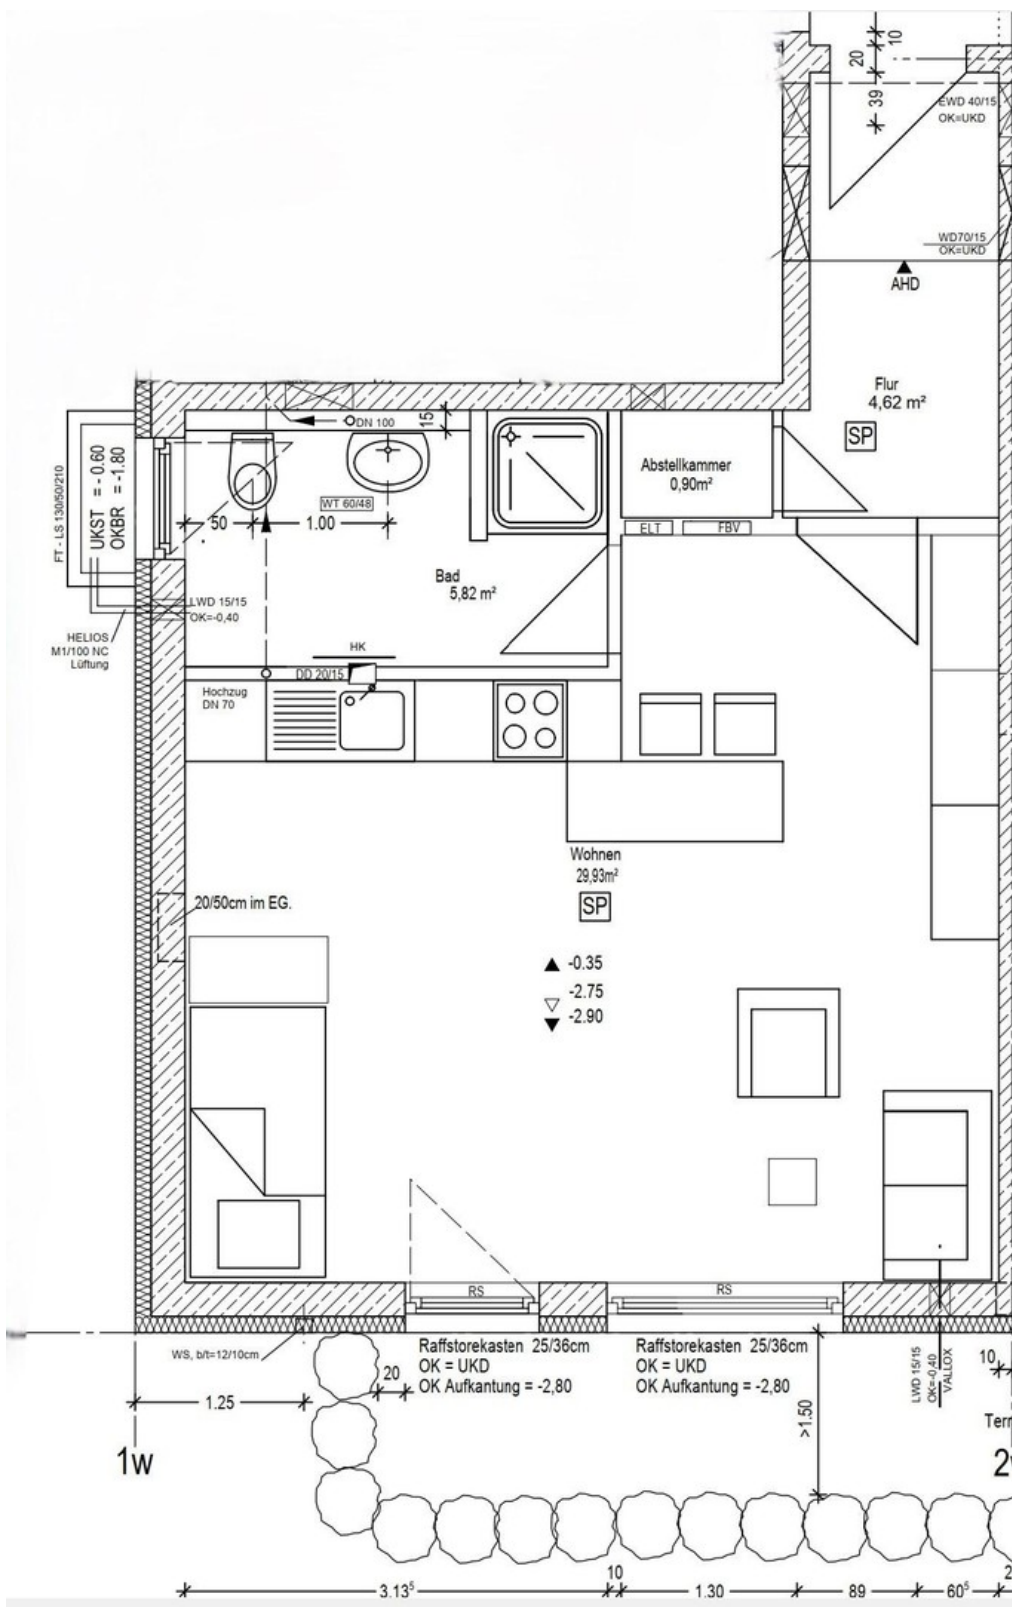 10
20
39
EWD 40/15
OK=UKD
WD70/15
OK=UKD
AHD
Flur
4,62 m²
SP
DN 100
15
Abstellkammer
0,90m²
FT - LS 130/50/210
UKST = - 0.60
OKBR = -1.80
WT 60/48
50
1.00
ELT
FBV
Bad
5,82 m²
LWD 15/15
OK=-0,40
HELIOS
M1/100 NC
Lüftung
HK
DD 20/15
Hochzug
DN 70
Wohnen
29,93m²
SP
20/50cm im EG.
-0.35
-2.75
-2.90
RS
RS
WS, b/t=12/10cm
Raffstorekasten 25/36cm
OK = UKD
OK Aufkantung = -2,80
Raffstorekasten 25/36cm
OK = UKD
OK Aufkantung = -2,80
20
1.25
>1.50
LWD 15/15
OK=-0,40
VALLOX
10
Terr
1w
2
3.13⁵
10
1.30
89
60⁵
2